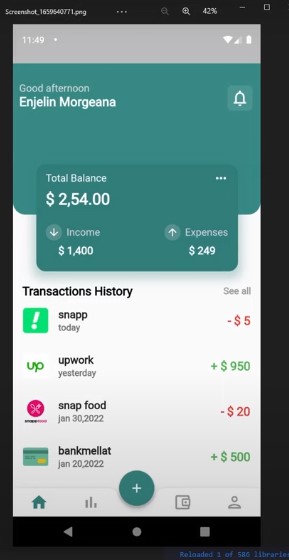 Screenshot_1659640771.png ... 42%
11:49
Good afternoon
Enjelin Morgeana
Total Balance ...
$ 2,54.00
Income Expenses
$ 1,400 $ 249
Transactions History See all
snapp
today
- $ 5
upwork
yesterday
+ $ 950
snap food
jan 20,2022
- $ 20
bankmellat
jan 30,2022
+ $ 500
Reloaded 1 of 586 libraries